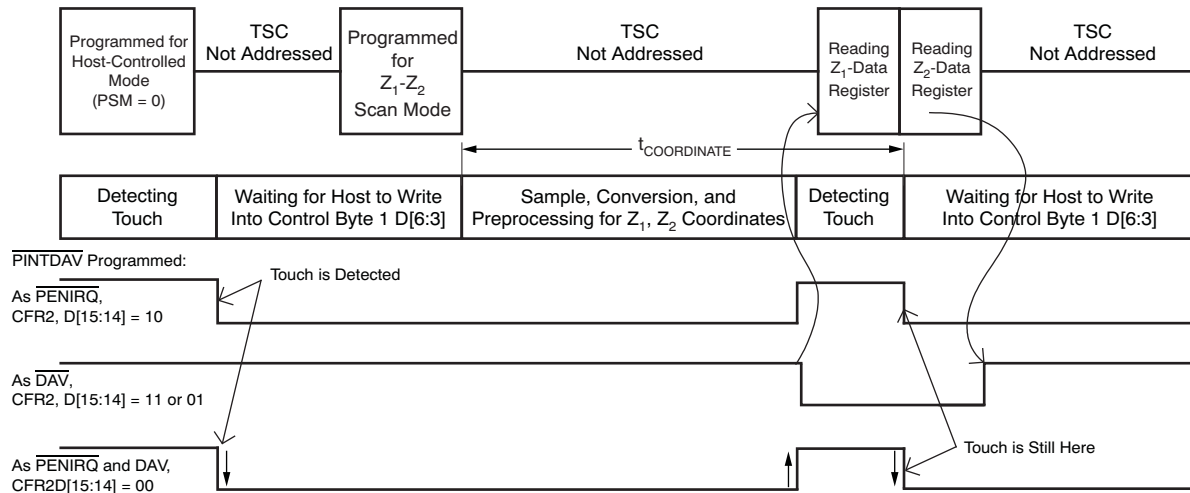 Programmed for
Host-Controlled
Mode
(PSM = 0)
TSC
Not Addressed
Programmed
for
Z1-Z2
Scan Mode
TSC
Not Addressed
Reading
Z1-Data
Register
Reading
Z2-Data
Register
TSC
Not Addressed
tCOORDINATE
Detecting
Touch
Waiting for Host to Write
Into Control Byte 1 D[6:3]
Sample, Conversion, and
Preprocessing for Z1, Z2 Coordinates
Detecting
Touch
Waiting for Host to Write
Into Control Byte 1 D[6:3]
PINTDAV Programmed:
Touch is Detected
As PENIRQ,
CFR2, D[15:14] = 10
As DAV,
CFR2, D[15:14] = 11 or 01
Touch is Still Here
As PENIRQ and DAV,
CFR2D[15:14] = 00